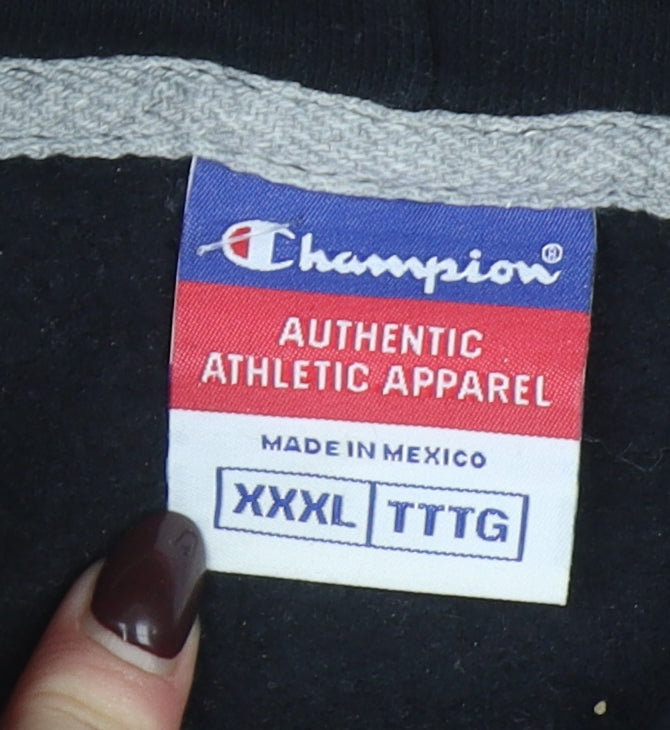 Champion®
AUTHENTIC
ATHLETIC APPAREL
MADE IN MEXICO
XXXL TTTG